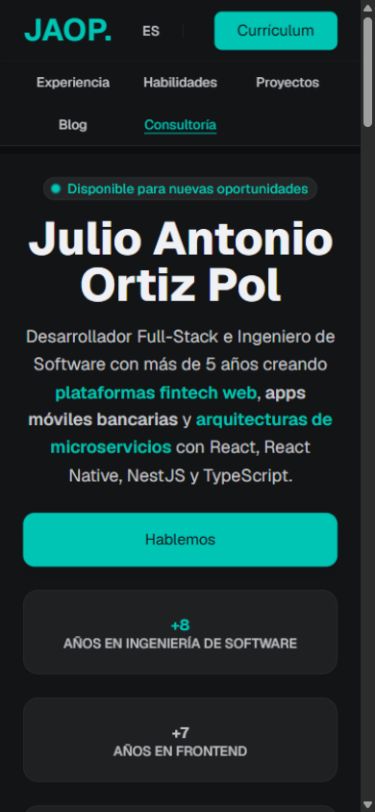 JAOP.
ES
Currículum
Experiencia
Habilidades
Proyectos
Blog
Consultoría
Disponible para nuevas oportunidades
Julio Antonio
Ortiz Pol
Desarrollador Full-Stack e Ingeniero de
Software con más de 5 años creando
plataformas fintech web, apps
móviles bancarias y arquitecturas de
microservicios con React, React
Native, NestJS y TypeScript.
Hablemos
+8
AÑOS EN INGENIERÍA DE SOFTWARE
+7
AÑOS EN FRONTEND